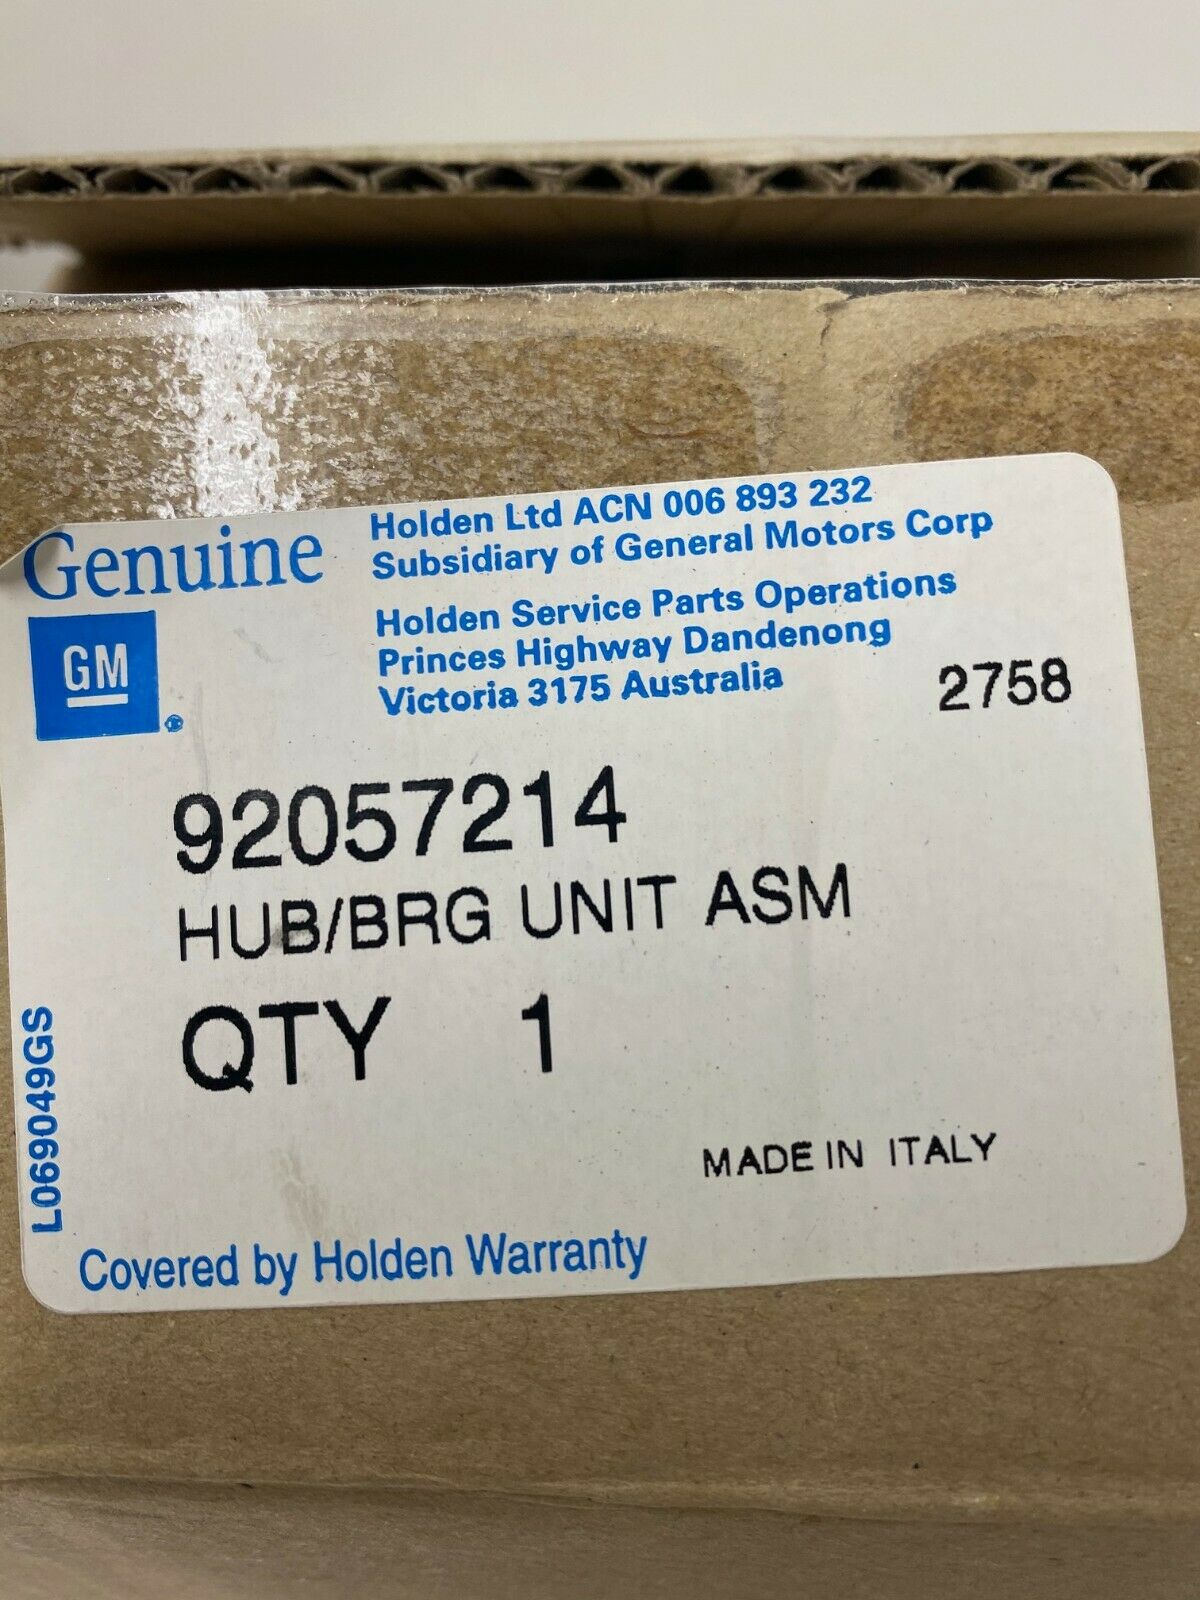 Genuine
GM
®
Holden Ltd ACN 006 893 232
Subsidiary of General Motors Corp
Holden Service Parts Operations
Princes Highway Dandenong
Victoria 3175 Australia
2758
92057214
HUB/BRG UNIT ASM
QTY 1
MADE IN ITALY
L069049GS
Covered by Holden Warranty